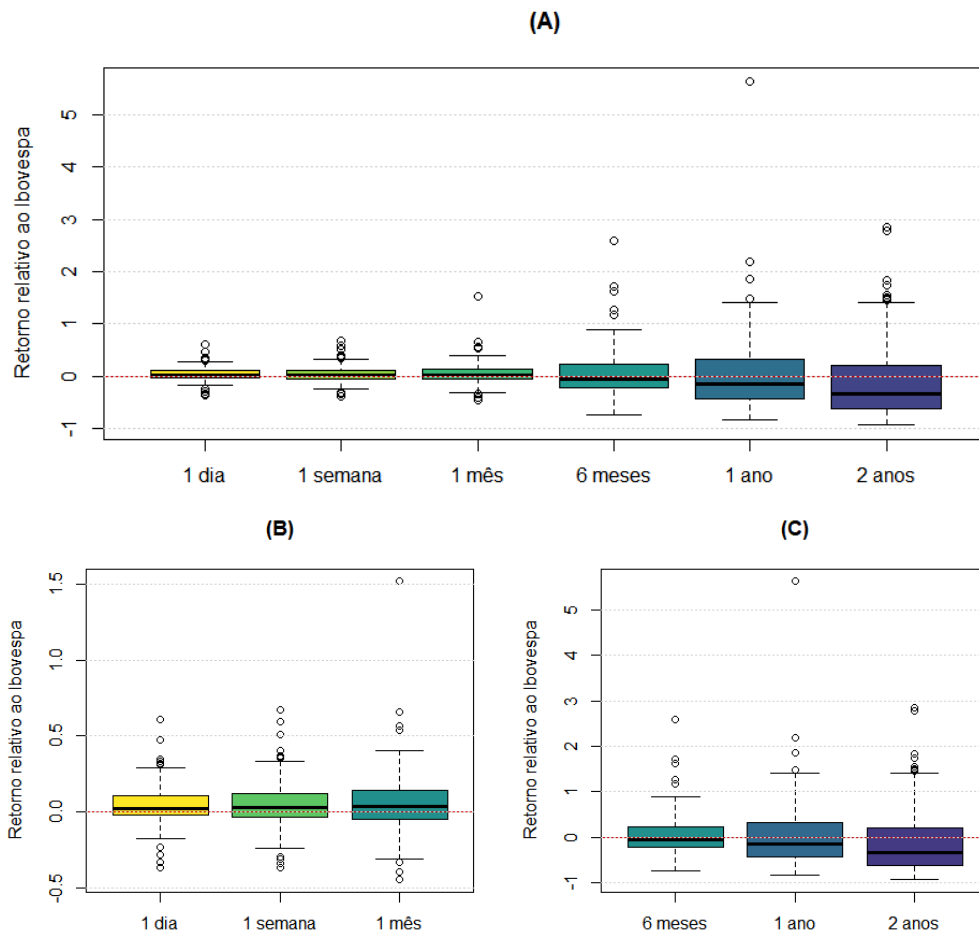 (A)
Retorno relativo ao Ibovespa
5
4
3
2
1
0
-1
1 dia 1 semana 1 mês 6 meses 1 ano 2 anos
(B)
Retorno relativo ao Ibovespa
1.5
1.0
0.5
0.0
-0.5
1 dia 1 semana 1 mês
(C)
Retorno relativo ao Ibovespa
5
4
3
2
1
0
-1
6 meses 1 ano 2 anos